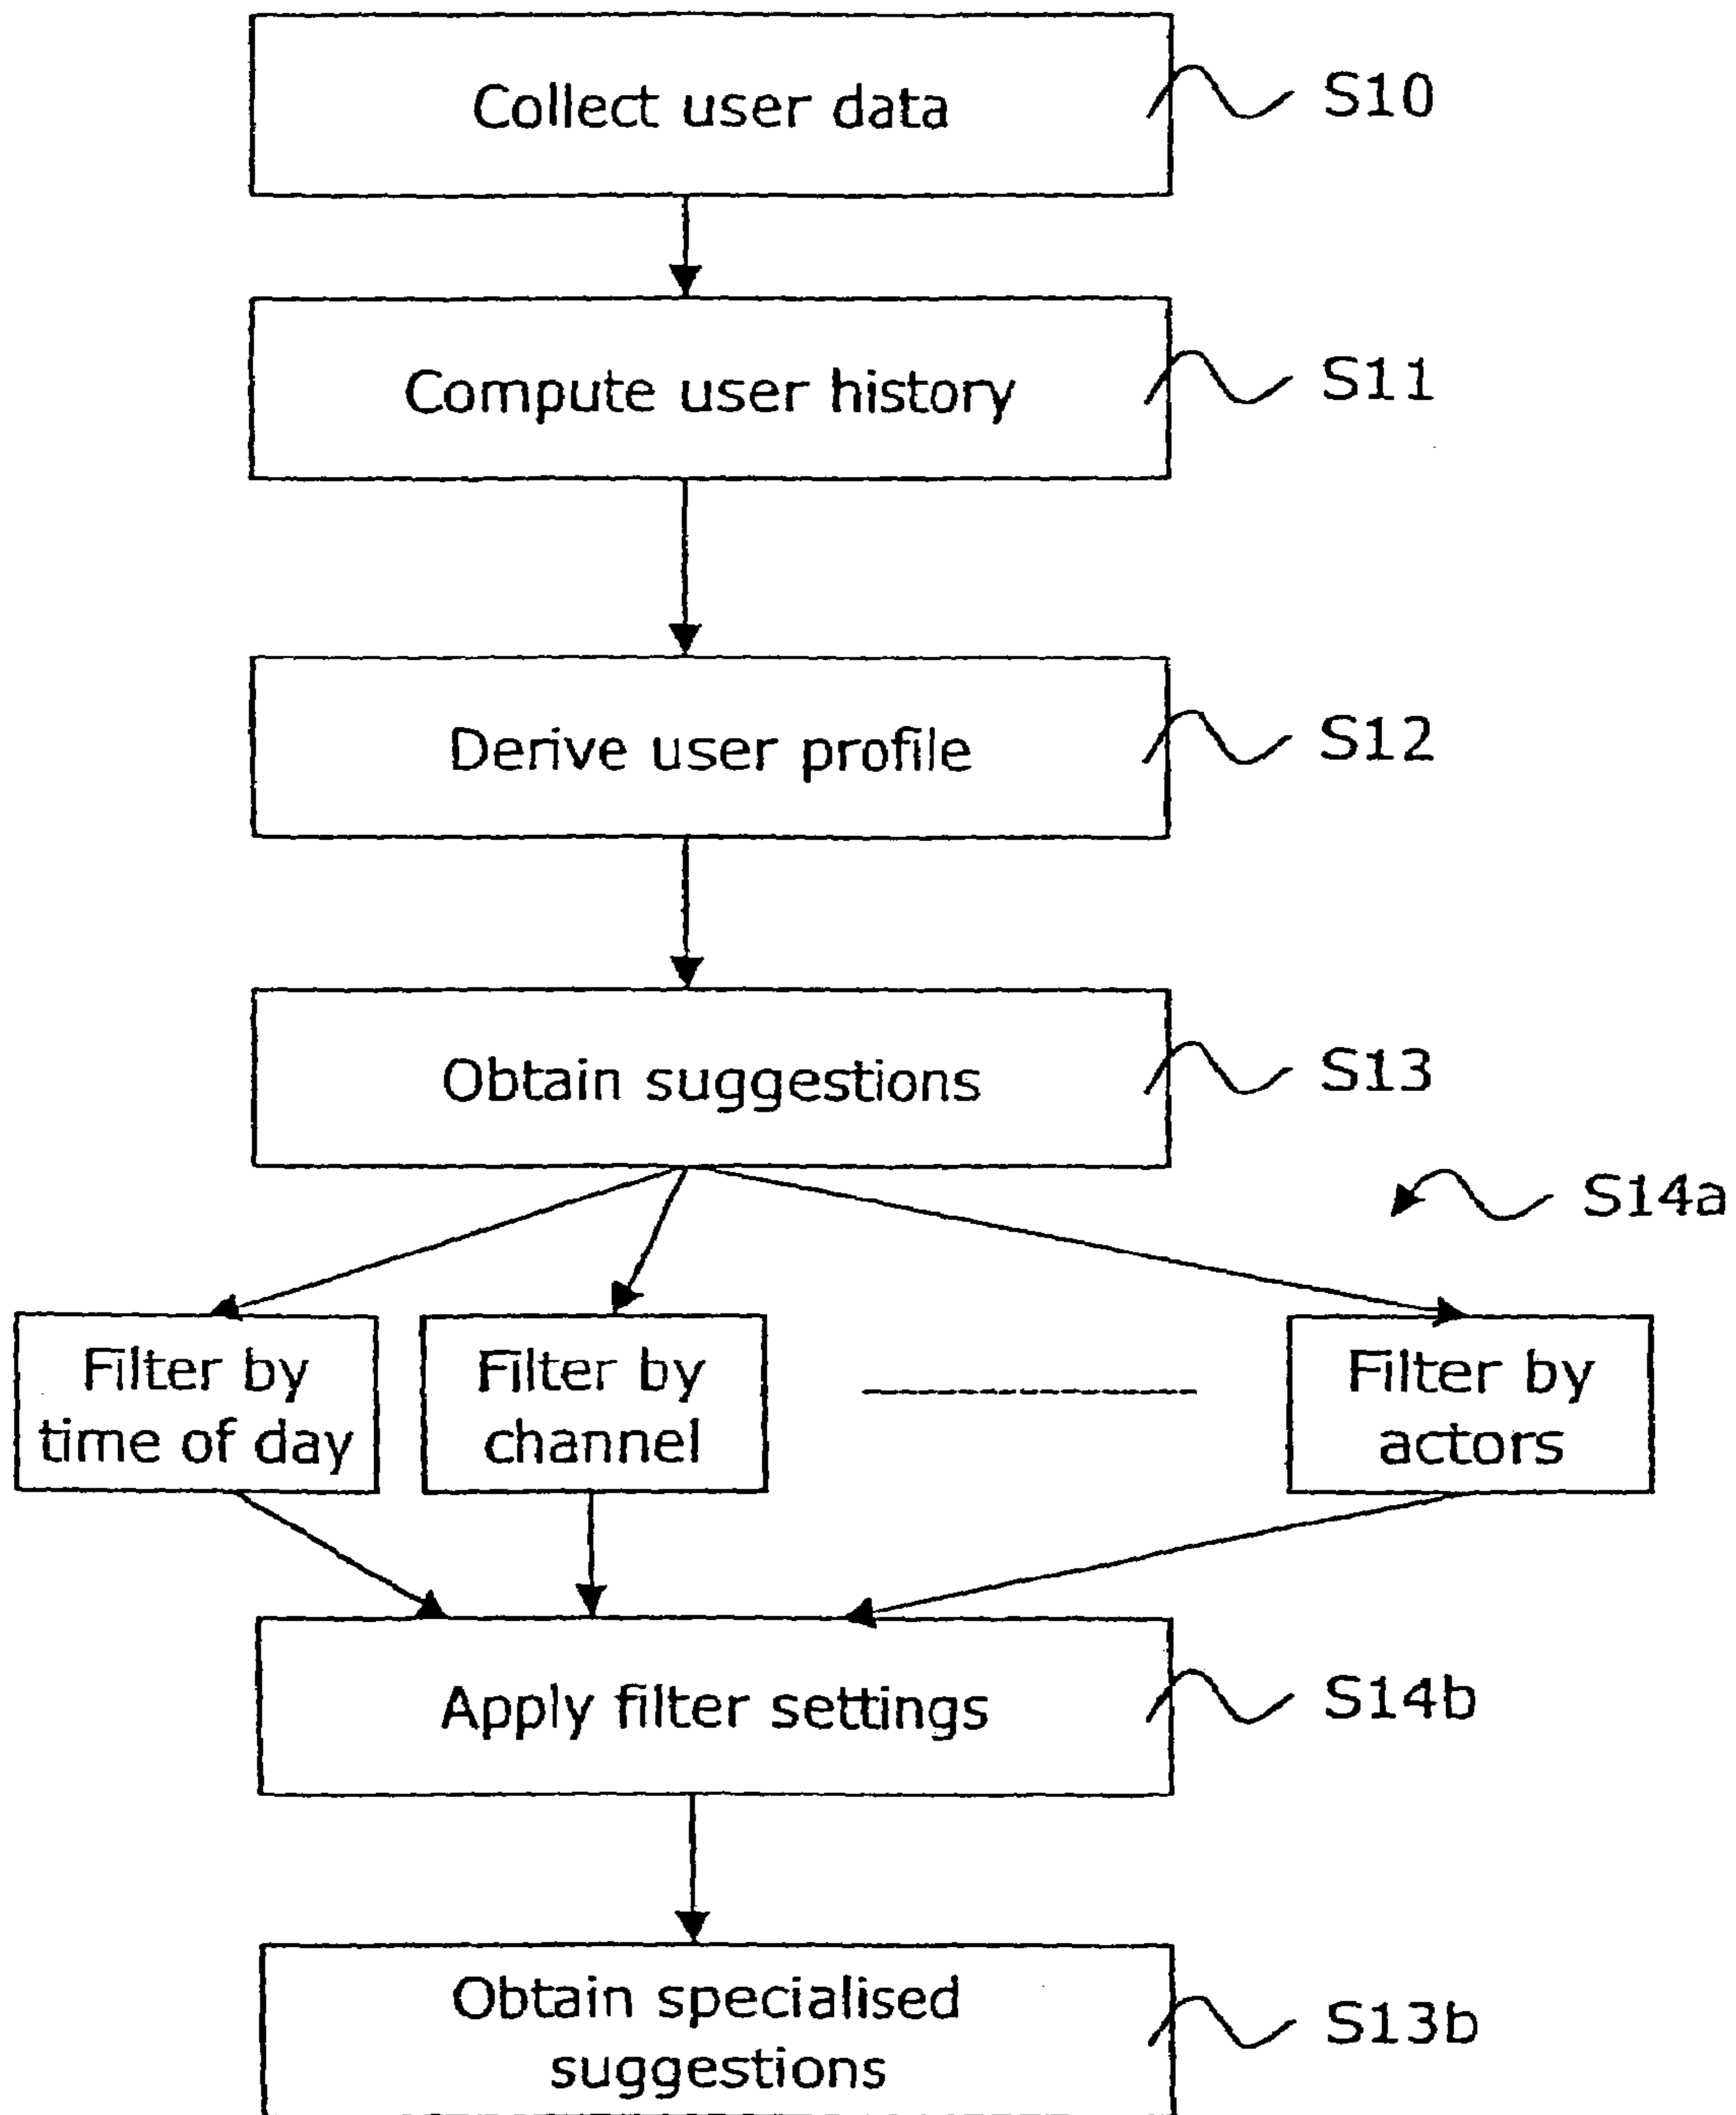 Collect user data
S10
Compute user history
S11
Derive user profile
S12
Obtain suggestions
S13
S14a
Filter by
time of day
Filter by
channel
Filter by
actors
Apply filter settings
S14b
Obtain specialised
suggestions
S13b